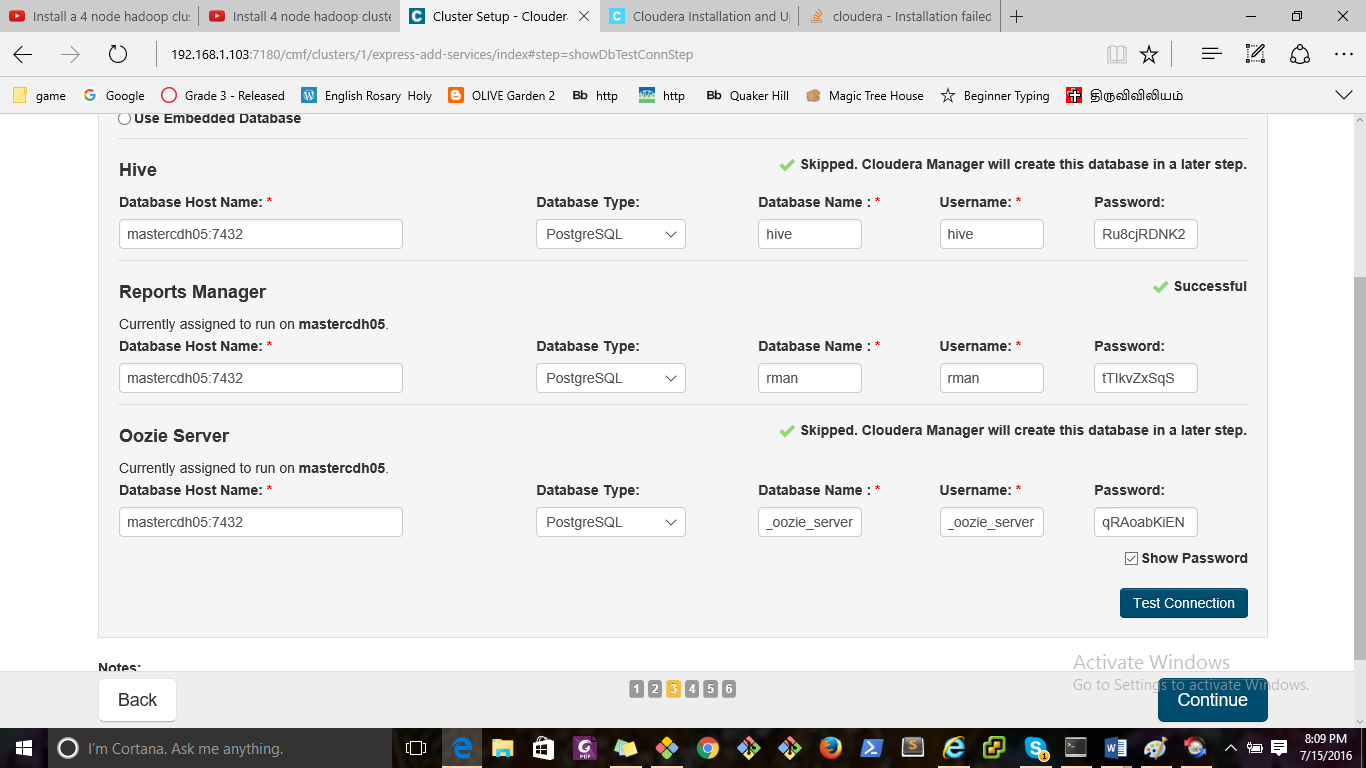 Install a 4 node hadoop clus
Install 4 node hadoop cluste
Cluster Setup - Clouder
Cloudera Installation and U
cloudera - Installation failed
192.168.1.103:7180/cmf/clusters/1/express-add-services/index#step=showDbTestConnStep
game
Google
Grade 3 - Released
English Rosary Holy
OLIVE Garden 2
Bb http
http
Bb Quaker Hill
Magic Tree House
Beginner Typing
திருவிவிலியம்
Use Embedded Database
Hive
Skipped. Cloudera Manager will create this database in a later step.
Database Host Name: * Database Type: Database Name : * Username: * Password:
mastercdh05:7432 PostgreSQL hive hive Ru8cjRDNK2
Reports Manager
Successful
Currently assigned to run on mastercdh05.
Database Host Name: * Database Type: Database Name : * Username: * Password:
mastercdh05:7432 PostgreSQL rman rman tTIkvZxSqS
Oozie Server
Skipped. Cloudera Manager will create this database in a later step.
Currently assigned to run on mastercdh05.
Database Host Name: * Database Type: Database Name : * Username: * Password:
mastercdh05:7432 PostgreSQL _oozie_server _oozie_server qRAoabKiEN
Show Password
Test Connection
Notes:
Activate Windows
Go to Settings to activate Windows.
Back
1 2 3 4 5 6
Continue
I'm Cortana. Ask me anything.
8:09 PM
7/15/2016